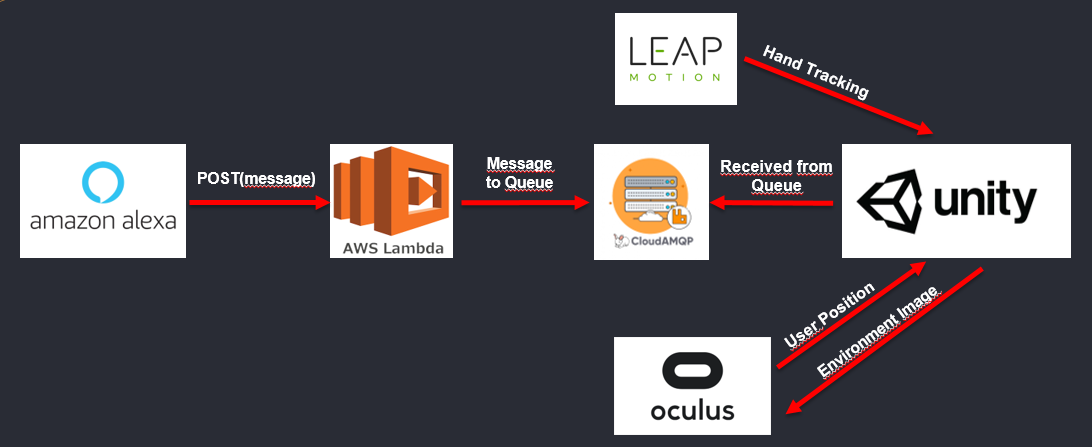 LEAP
MOTION
Hand Tracking
amazon alexa
POST(message)
AWS Lambda
Message
to Queue
CloudAMQP
Received from
Queue
unity
User Position
Environment Image
oculus